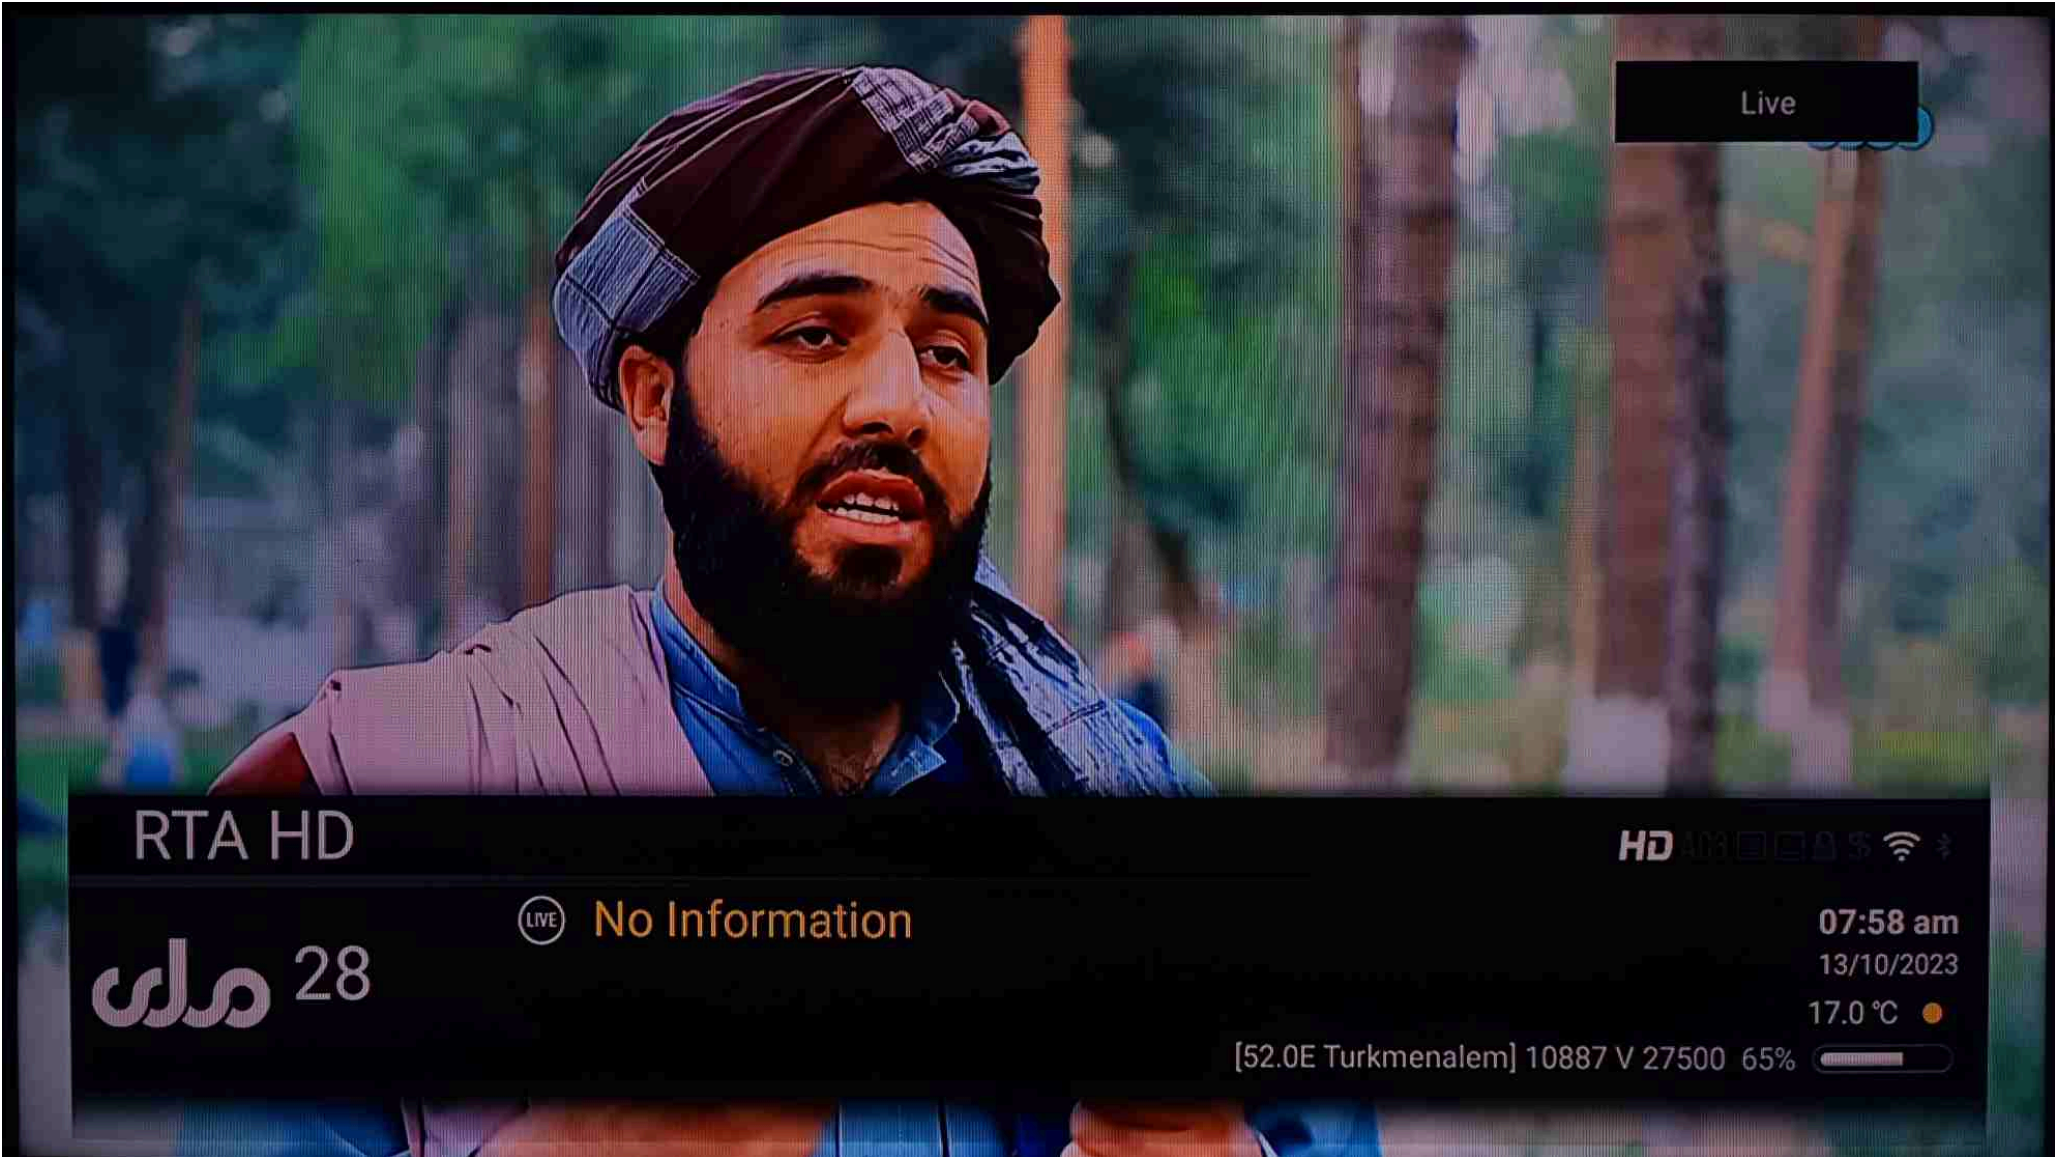 Live
RTA HD
HD
LIVE No Information
07:58 am
ملی 28
13/10/2023
17.0 °C
[52.0E Turkmenalem] 10887 V 27500 65%